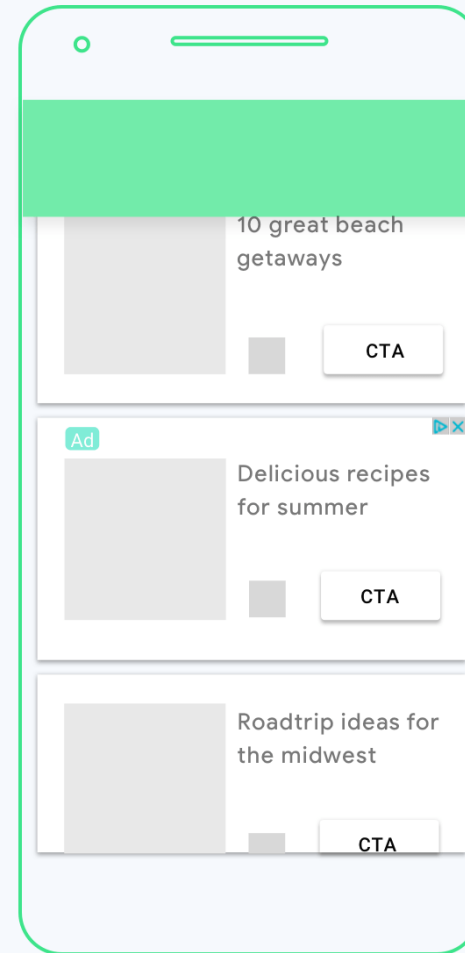 10 great beach
getaways
CTA
Ad
Delicious recipes
for summer
CTA
Roadtrip ideas for
the midwest
CTA